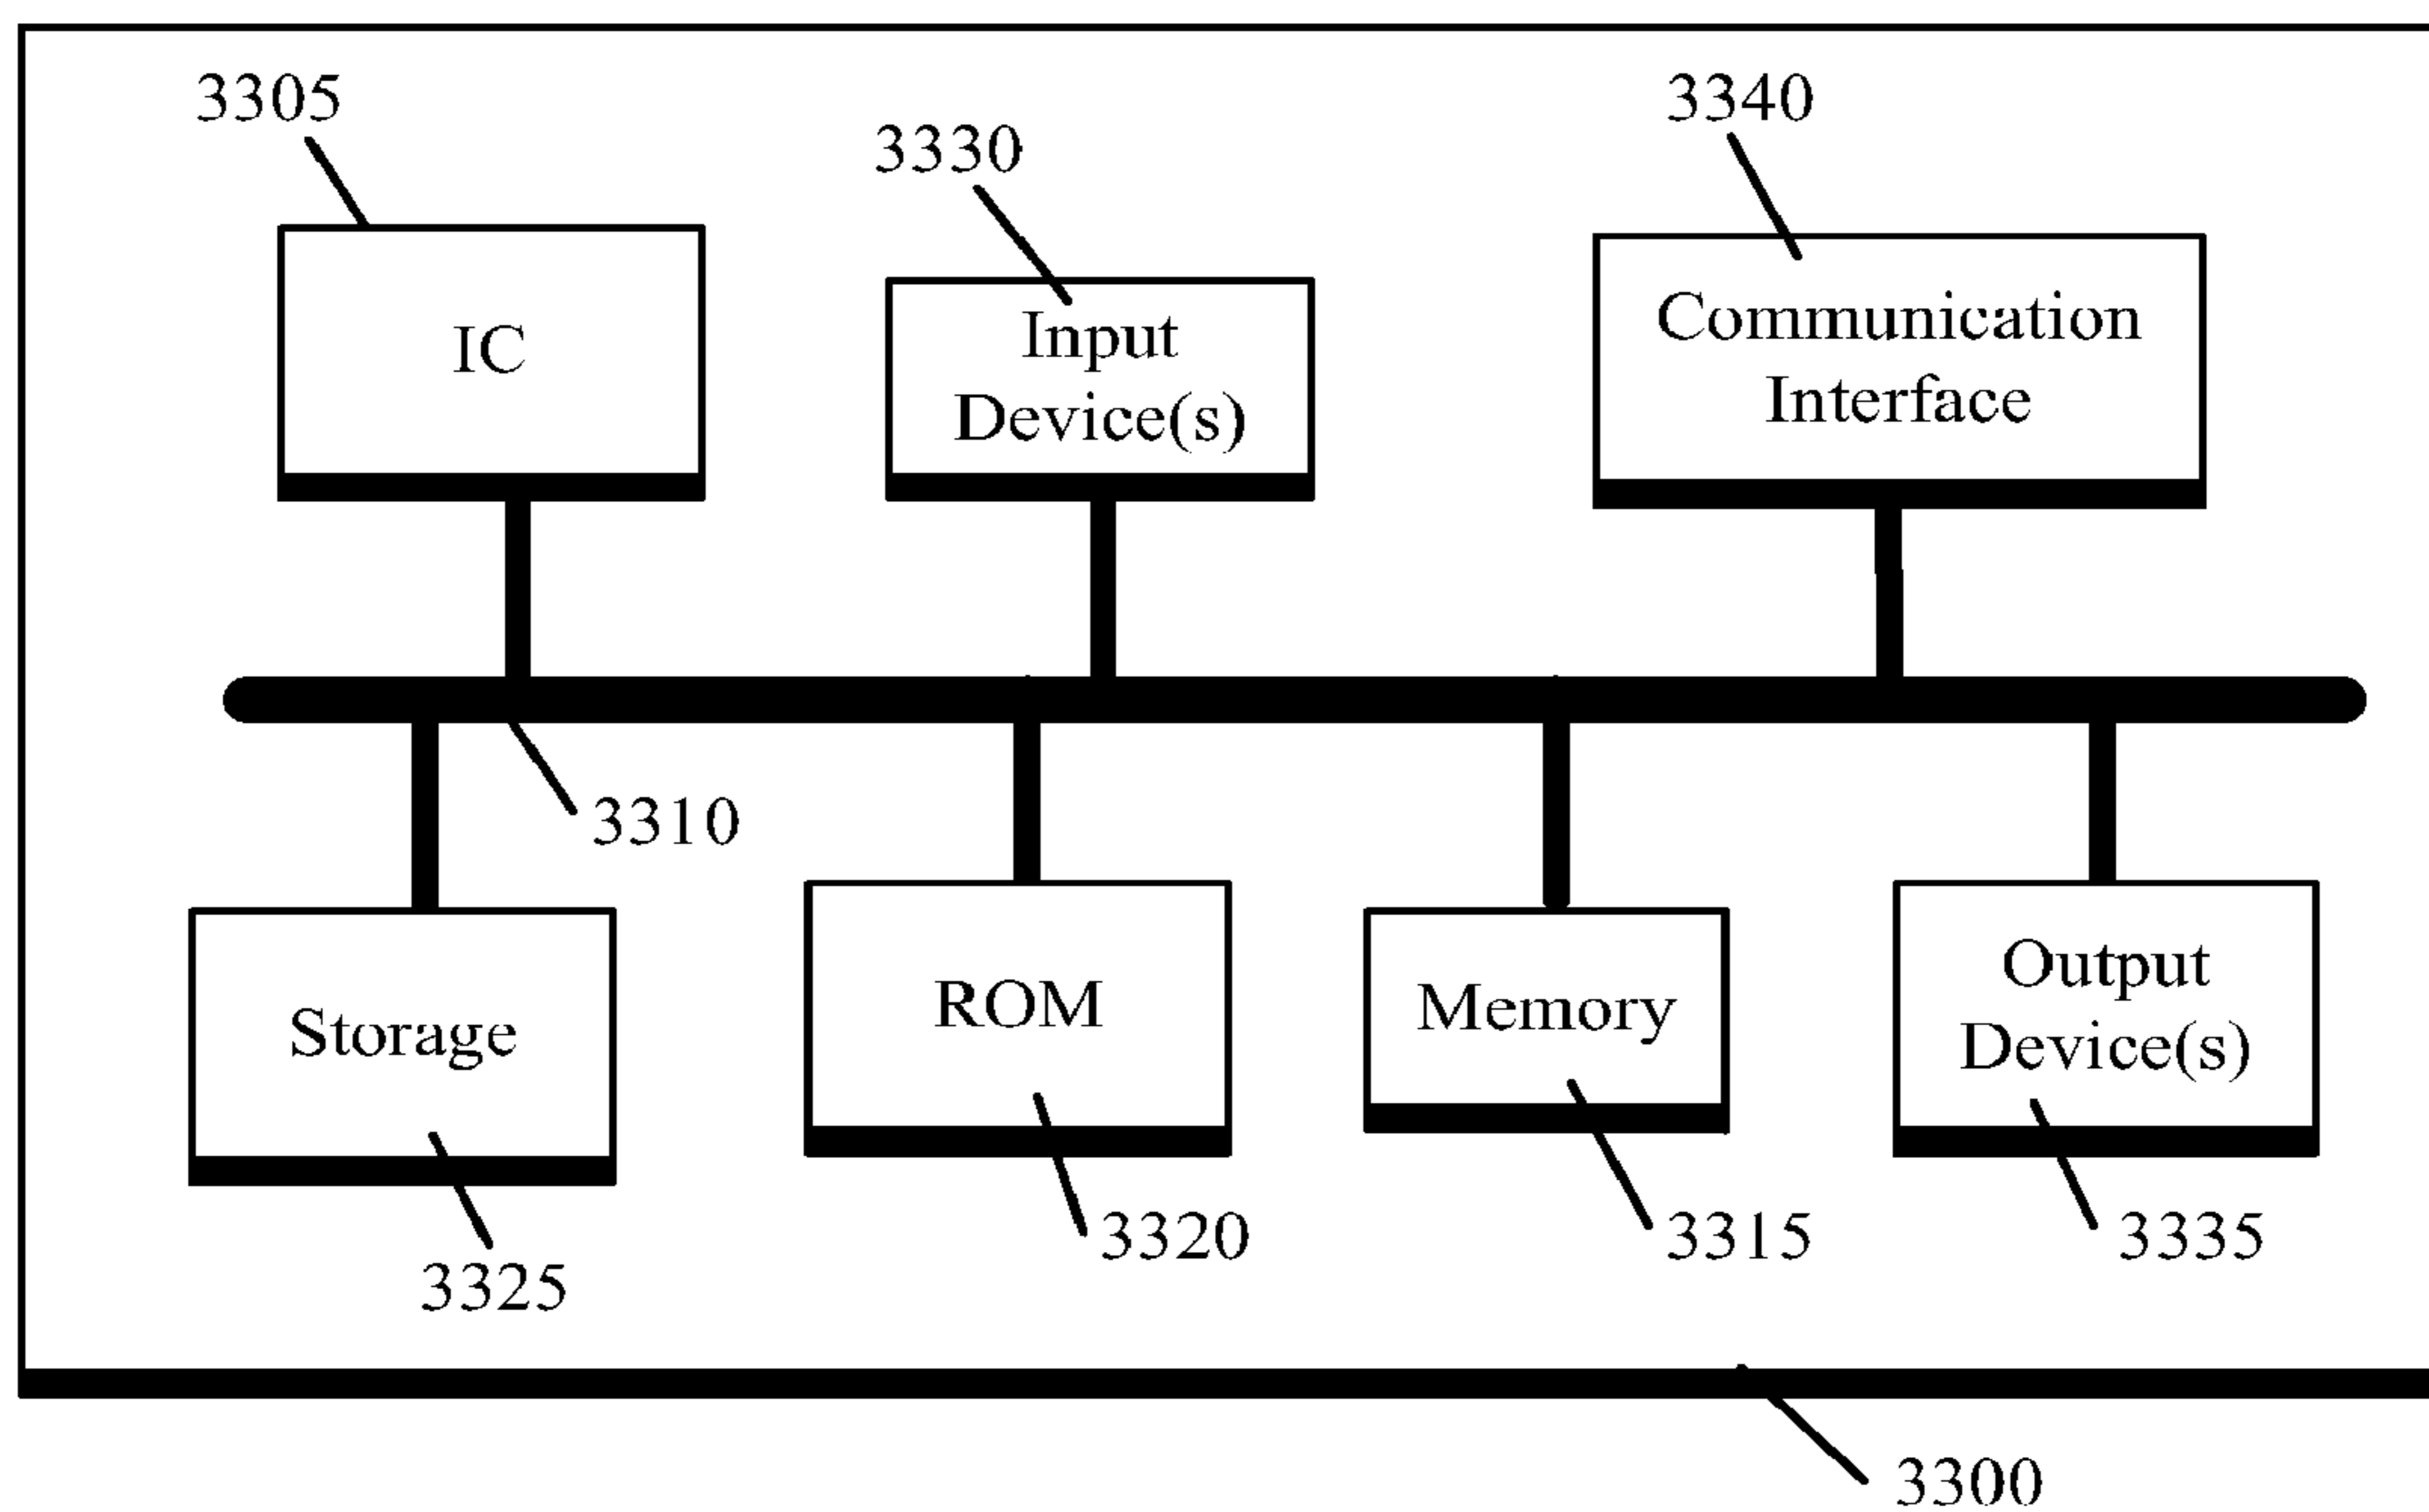 3305
3330
3340
IC
Input
Device(s)
Communication
Interface
3310
Storage
ROM
Memory
Output
Device(s)
3325
3320
3315
3335
3300